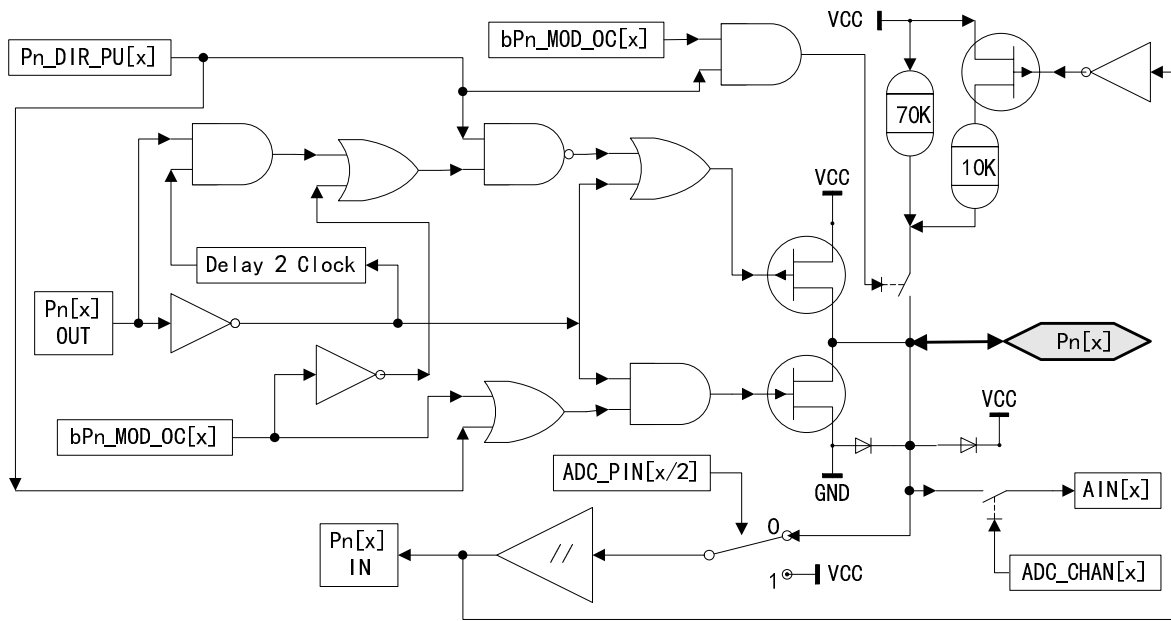 VCC
bPn_MOD_OC[x]
Pn_DIR_PU[x]
70K
10K
VCC
Delay 2 Clock
Pn[x]
OUT
Pn[x]
VCC
bPn_MOD_OC[x]
ADC_PIN[x/2]
GND
AIN[x]
0
Pn[x]
IN
//
1
VCC
ADC_CHAN[x]